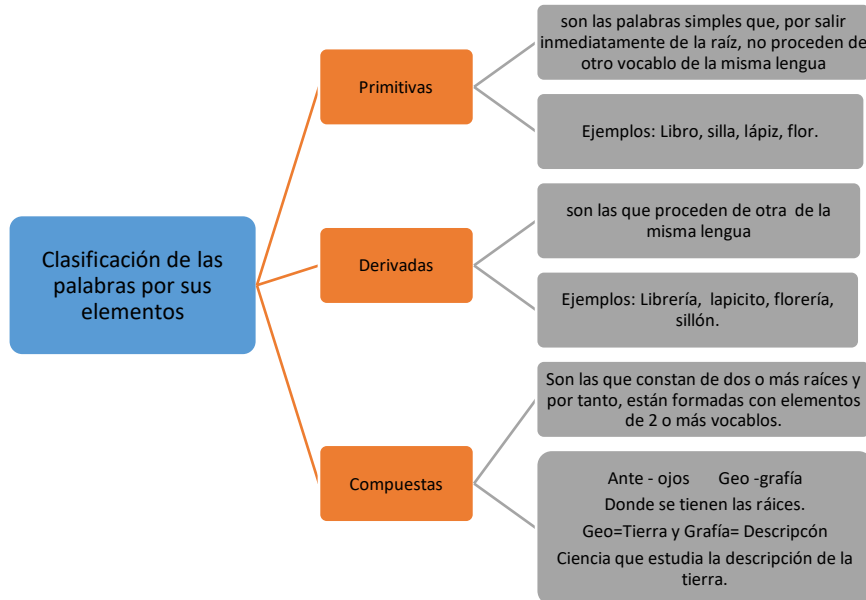 Clasificación de las
palabras por sus
elementos
Primitivas
son las palabras simples que, por salir
inmediatamente de la raíz, no proceden de
otro vocablo de la misma lengua
Ejemplos: Libro, silla, lápiz, flor.
Derivadas
son las que proceden de otra de la
misma lengua
Ejemplos: Librería, lapicito, florería,
sillón.
Compuestas
Son las que constan de dos o más raíces y
por tanto, están formadas con elementos
de 2 o más vocablos.
Ante - ojos Geo -grafía
Donde se tienen las ráices.
Geo=Tierra y Grafía= Descripcón
Ciencia que estudia la descripción de la
tierra.